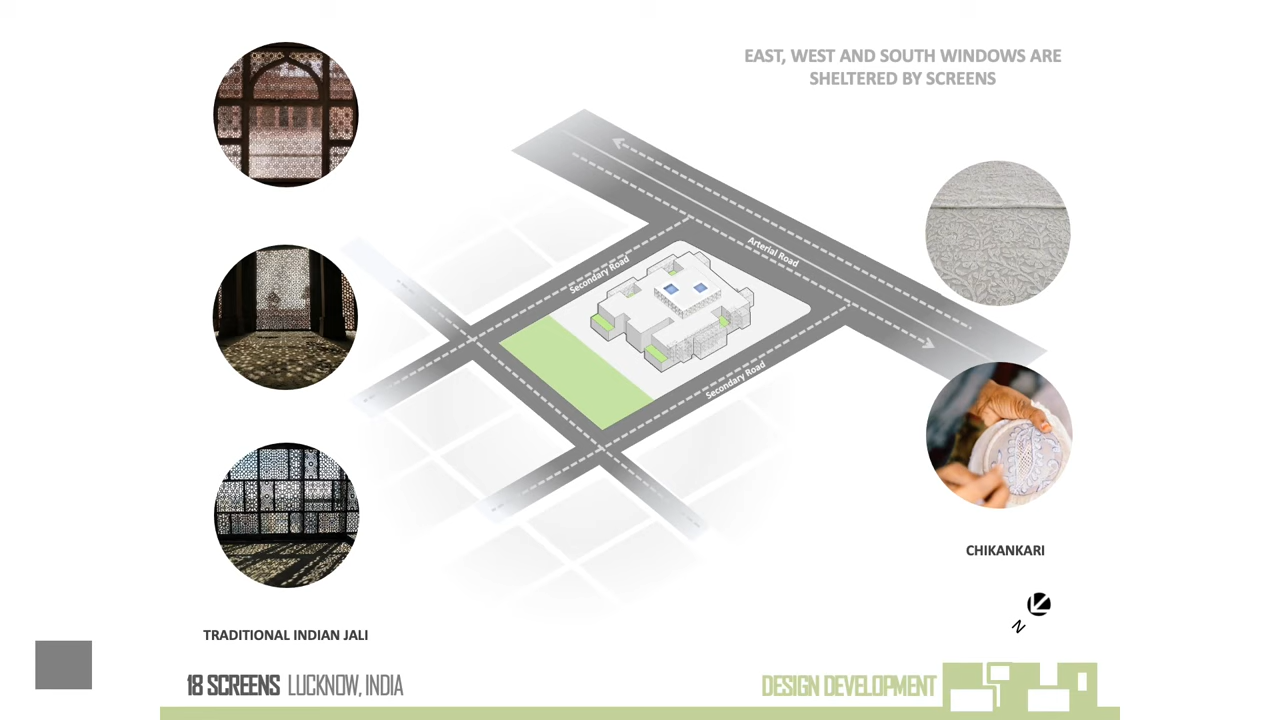 EAST, WEST AND SOUTH WINDOWS ARE
SHELTERED BY SCREENS
Arterial Road
Secondary Road
Secondary Road
CHIKANKARI
N
TRADITIONAL INDIAN JALI
18 SCREENS LUCKNOW, INDIA
DESIGN DEVELOPMENT